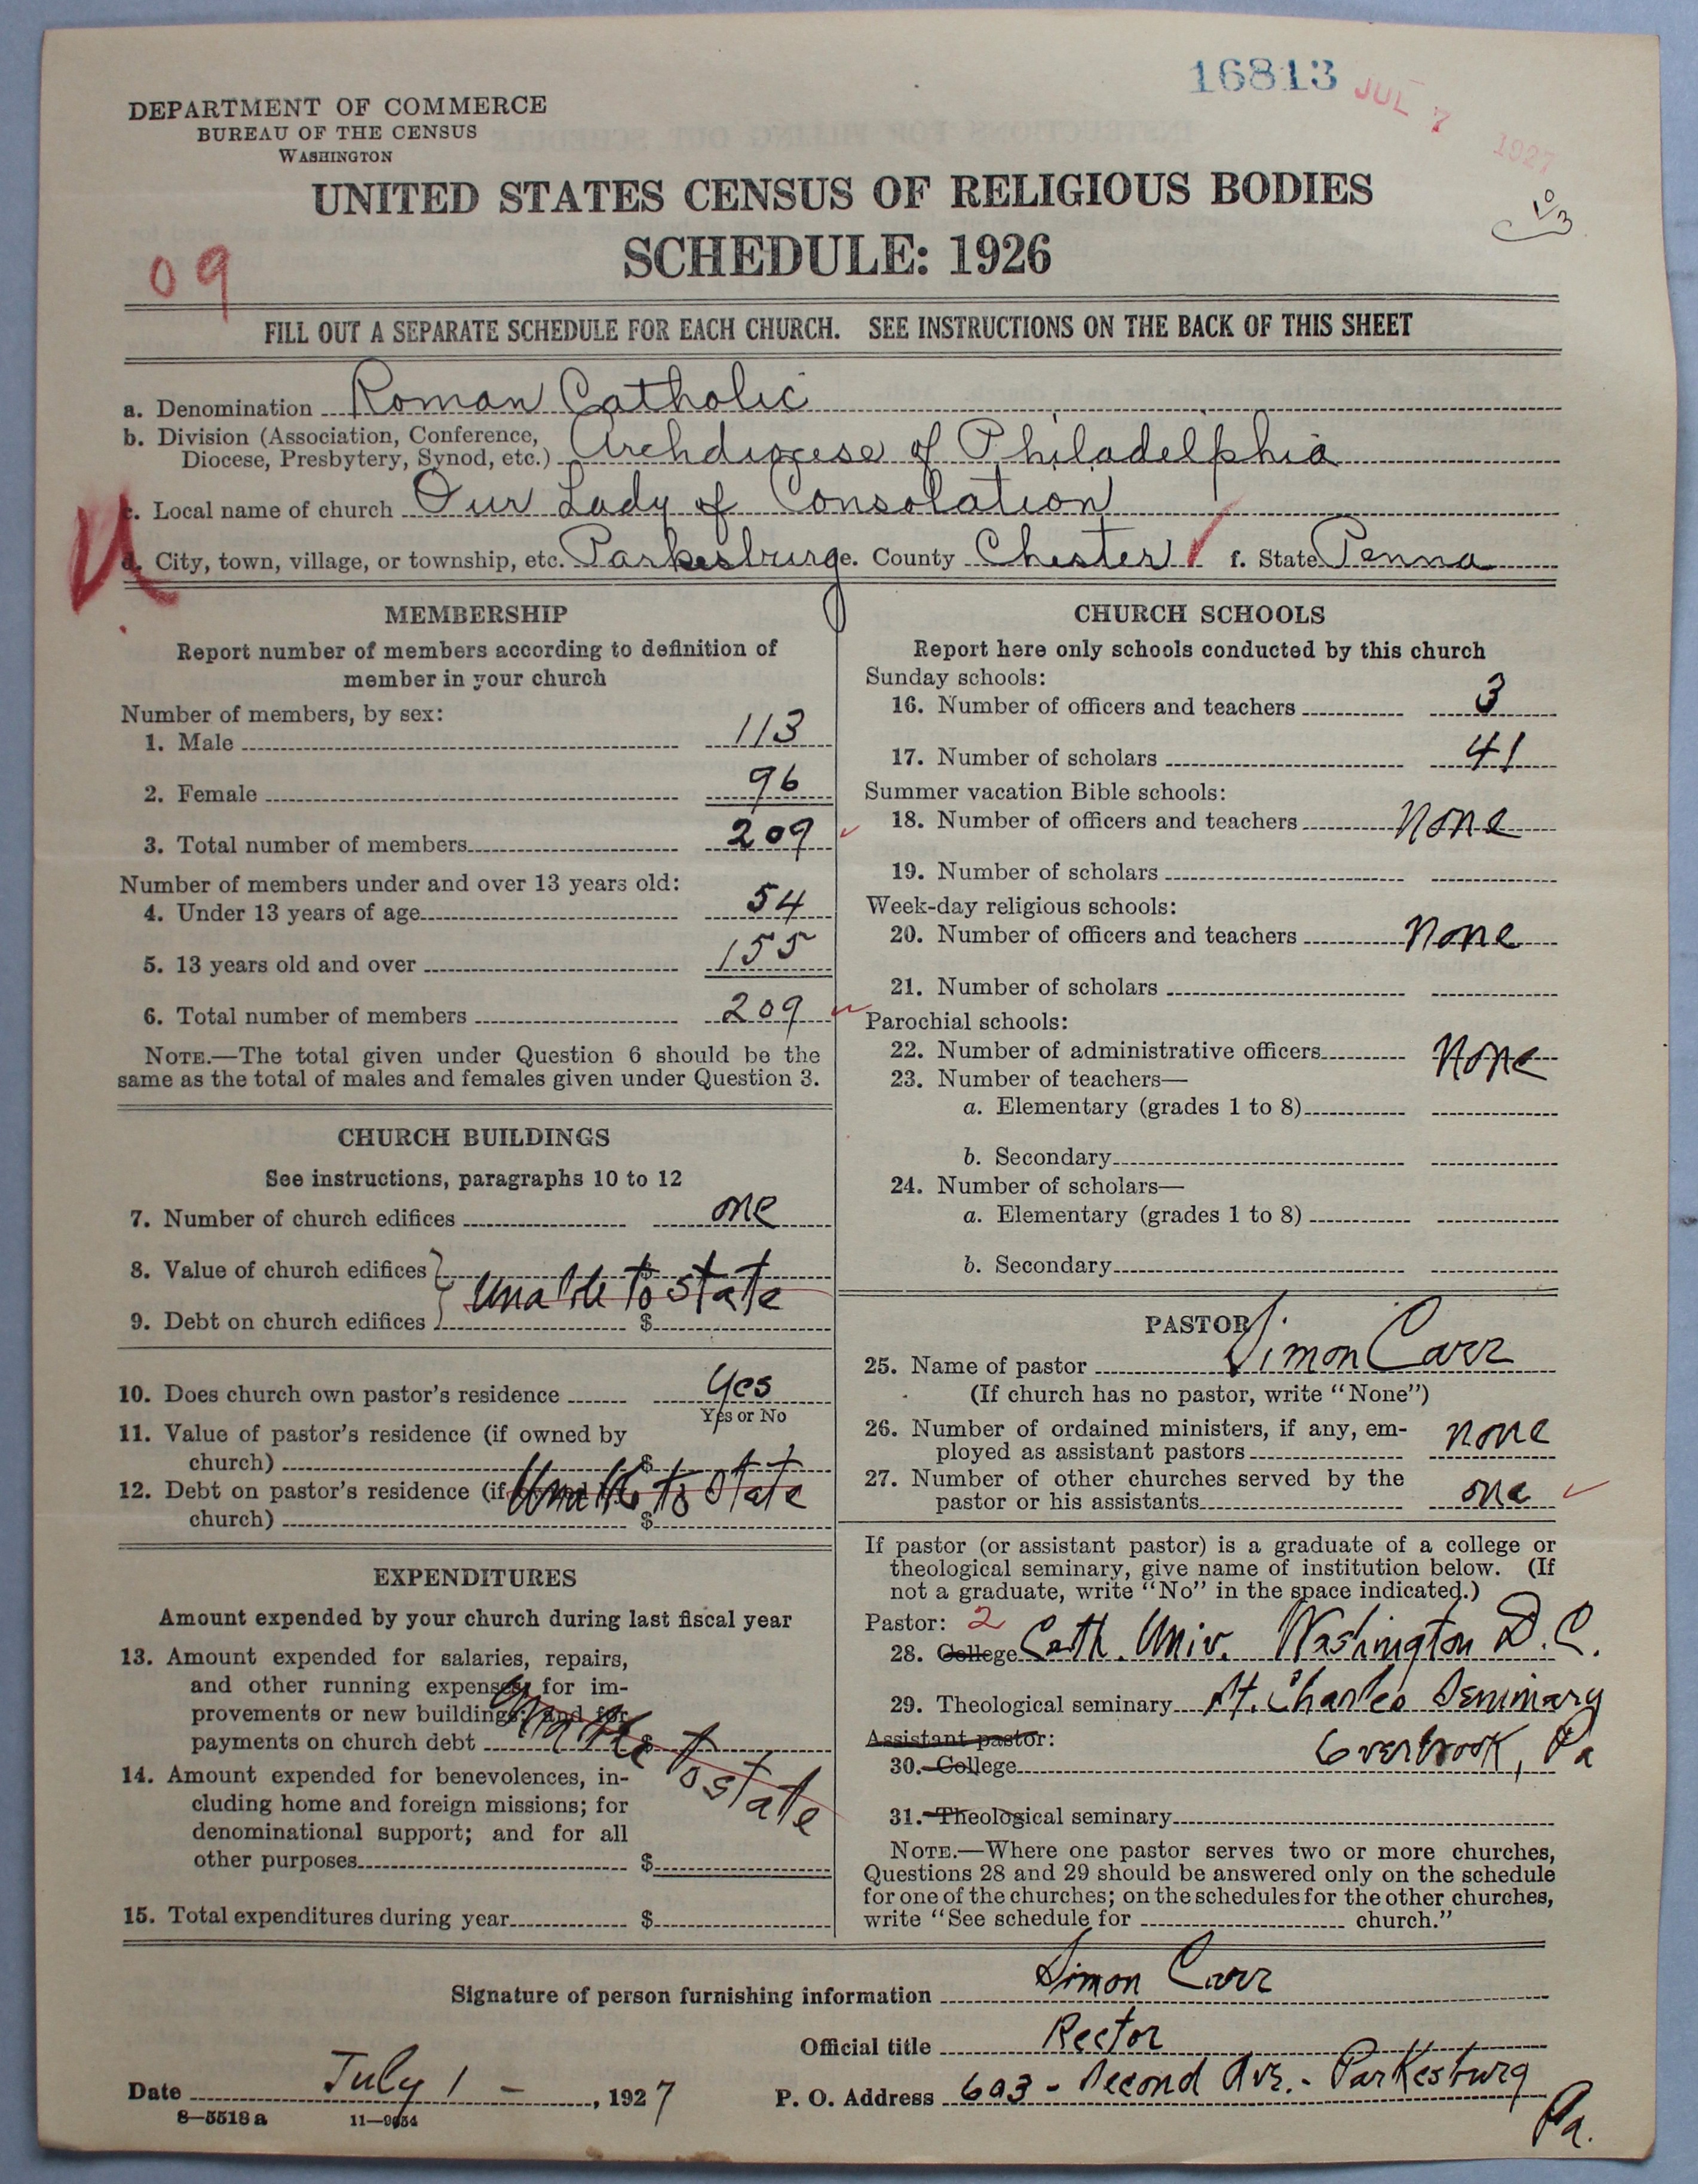 16813 JUL 7 1927
DEPARTMENT OF COMMERCE
BUREAU OF THE CENSUS
WASHINGTON
UNITED STATES CENSUS OF RELIGIOUS BODIES
SCHEDULE: 1926
09
FILL OUT A SEPARATE SCHEDULE FOR EACH CHURCH. SEE INSTRUCTIONS ON THE BACK OF THIS SHEET
a. Denomination Roman Catholic
b. Division (Association, Conference, Diocese, Presbytery, Synod, etc.) Archdiocese of Philadelphia
c. Local name of church Our Lady of Consolation
d. City, town, village, or township, etc. Parkesburg e. County Chester f. State Penna
MEMBERSHIP
Report number of members according to definition of
member in your church
Number of members, by sex:
1. Male 113
2. Female 96
3. Total number of members 209
Number of members under and over 13 years old:
4. Under 13 years of age 54
5. 13 years old and over 155
6. Total number of members 209
NOTE.—The total given under Question 6 should be the
same as the total of males and females given under Question 3.
CHURCH BUILDINGS
See instructions, paragraphs 10 to 12
7. Number of church edifices one
8. Value of church edifices $
unable to state
9. Debt on church edifices $
10. Does church own pastor's residence Yes
Yes or No
11. Value of pastor's residence (if owned by
church) $
12. Debt on pastor's residence (if Unable to state
church) $
EXPENDITURES
Amount expended by your church during last fiscal year
13. Amount expended for salaries, repairs,
and other running expenses; for im-
provements or new buildings; and for
payments on church debt $
unable to state
14. Amount expended for benevolences, in-
cluding home and foreign missions; for
denominational support; and for all
other purposes $
15. Total expenditures during year $
CHURCH SCHOOLS
Report here only schools conducted by this church
Sunday schools:
16. Number of officers and teachers 3
17. Number of scholars 41
Summer vacation Bible schools:
18. Number of officers and teachers none
19. Number of scholars
Week-day religious schools:
20. Number of officers and teachers none
21. Number of scholars
Parochial schools:
22. Number of administrative officers none
23. Number of teachers—
a. Elementary (grades 1 to 8)
b. Secondary
24. Number of scholars—
a. Elementary (grades 1 to 8)
b. Secondary
PASTOR
25. Name of pastor Simon Carr
(If church has no pastor, write "None")
26. Number of ordained ministers, if any, em-
ployed as assistant pastors none
27. Number of other churches served by the
pastor or his assistants one
If pastor (or assistant pastor) is a graduate of a college or
theological seminary, give name of institution below. (If
not a graduate, write "No" in the space indicated.)
Pastor: 2
28. College Cath. Univ. Washington D.C.
29. Theological seminary St. Charles Seminary
Assistant pastor: Overbrook, Pa
30. College
31. Theological seminary
NOTE.—Where one pastor serves two or more churches,
Questions 28 and 29 should be answered only on the schedule
for one of the churches; on the schedules for the other churches,
write "See schedule for church."
Signature of person furnishing information Simon Carr
Official title Rector
Date July 1 - , 1927 P. O. Address 603 - Second Ave. - Parkesburg
Pa.
8-5518a 11-9654